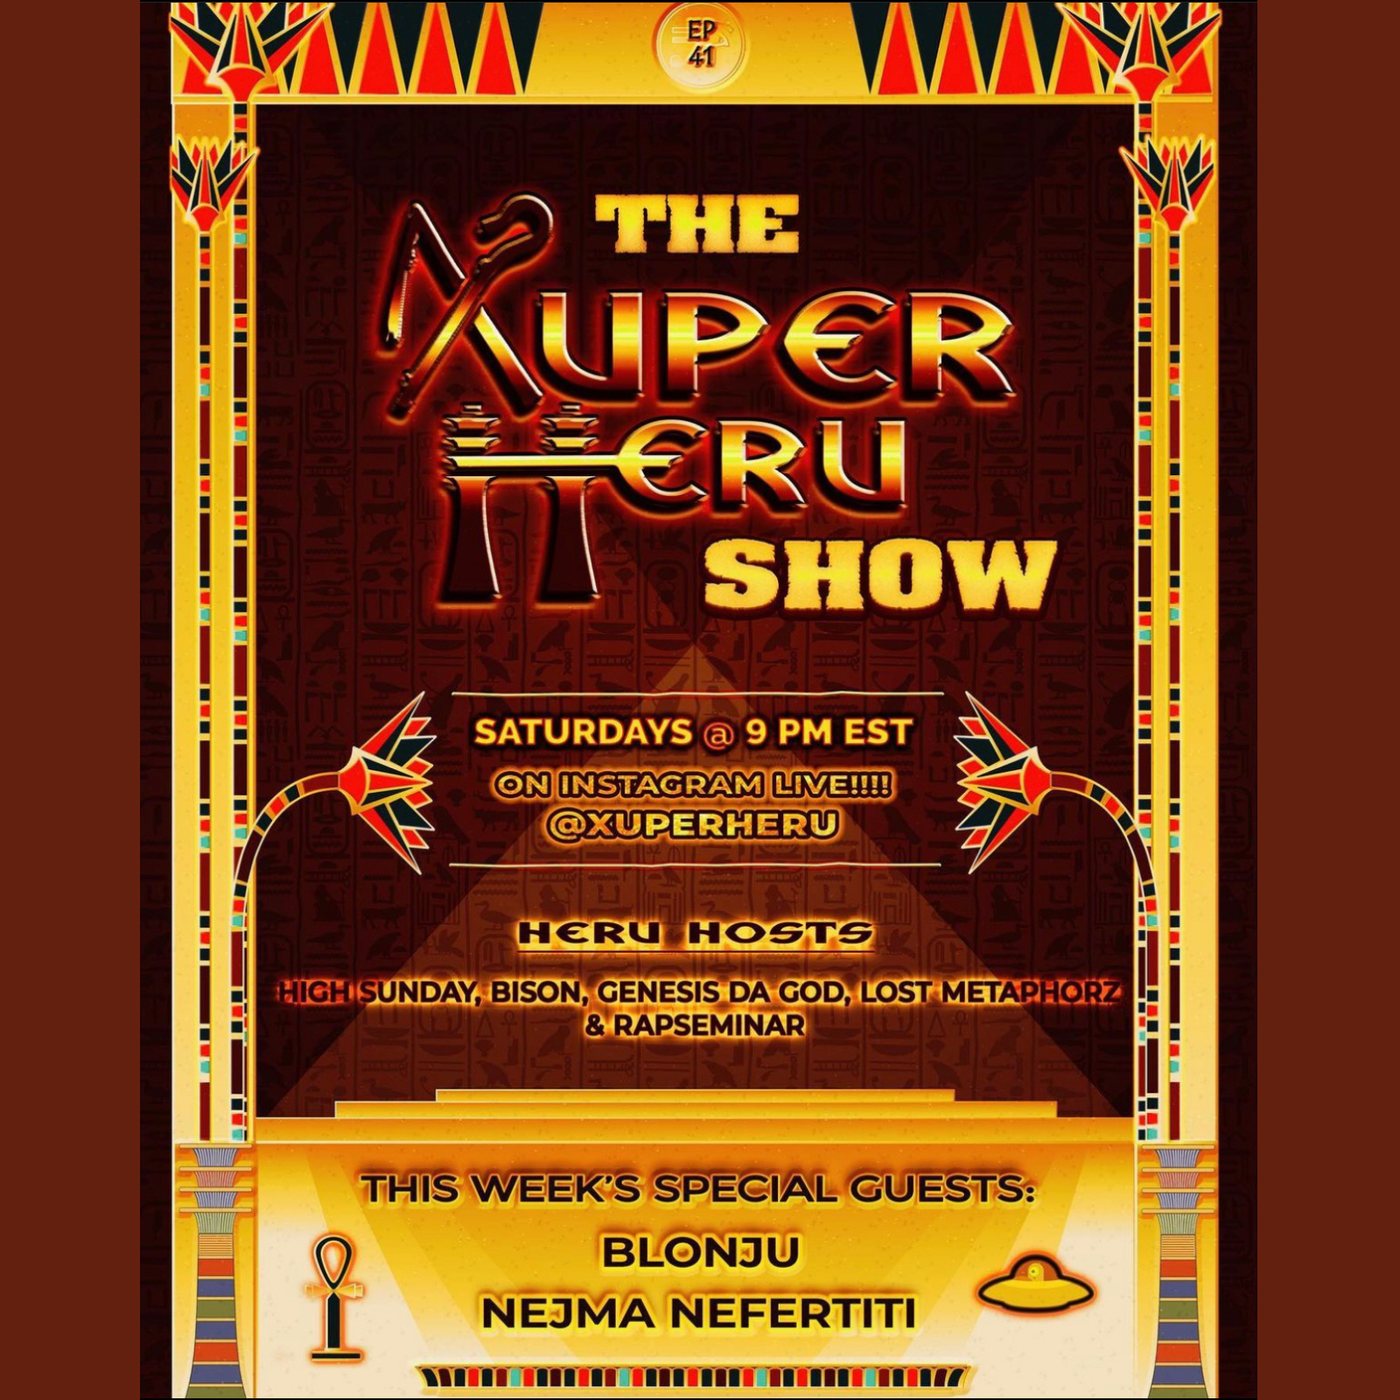 EP
41
THE
XUPER
HERU
SHOW
SATURDAYS @ 9 PM EST
ON INSTAGRAM LIVE!!!!
@XUPERHERU
HERU HOSTS
HIGH SUNDAY, BISON, GENESIS DA GOD, LOST METAPHORZ
& RAPSEMINAR
THIS WEEK'S SPECIAL GUESTS:
BLONJU
NEJMA NEFERTITI